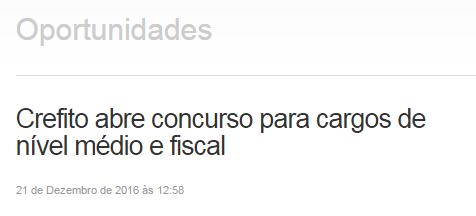 Oportunidades
Crefito abre concurso para cargos de
nível médio e fiscal
21 de Dezembro de 2016 às 12:58